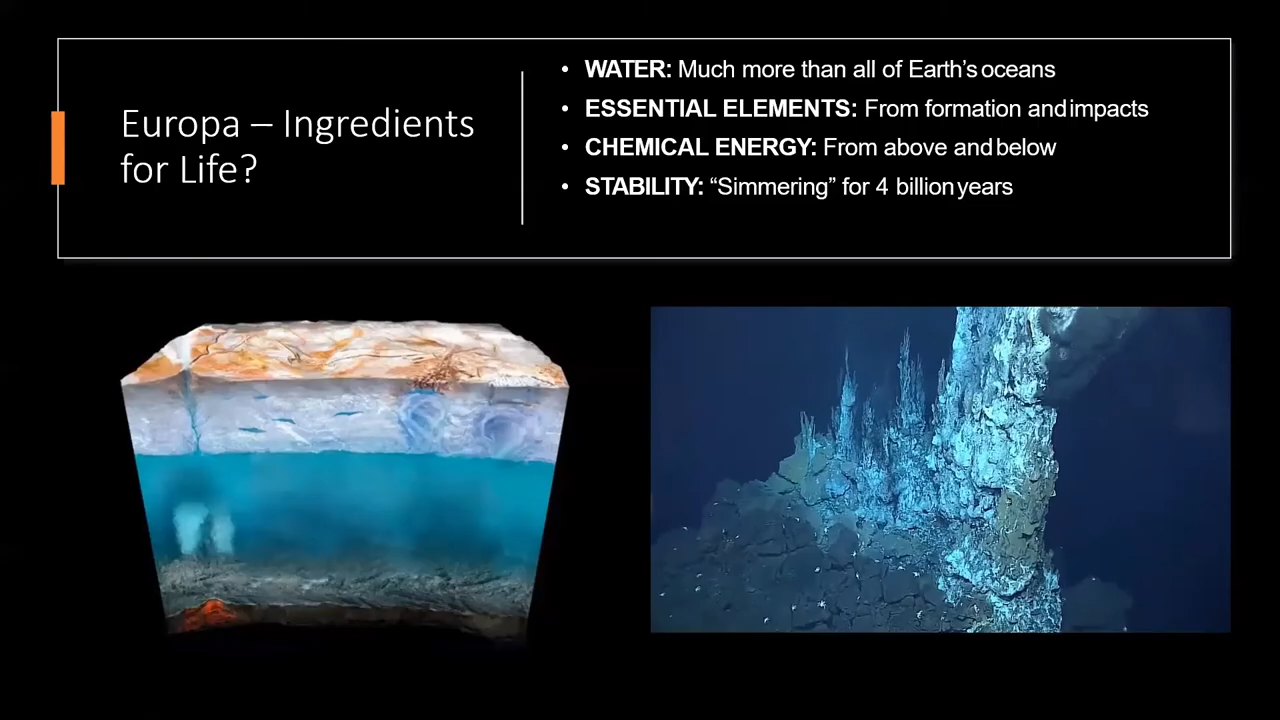 Europa – Ingredients
for Life?
• WATER: Much more than all of Earth's oceans
• ESSENTIAL ELEMENTS: From formation and impacts
• CHEMICAL ENERGY: From above and below
• STABILITY: “Simmering” for 4 billion years